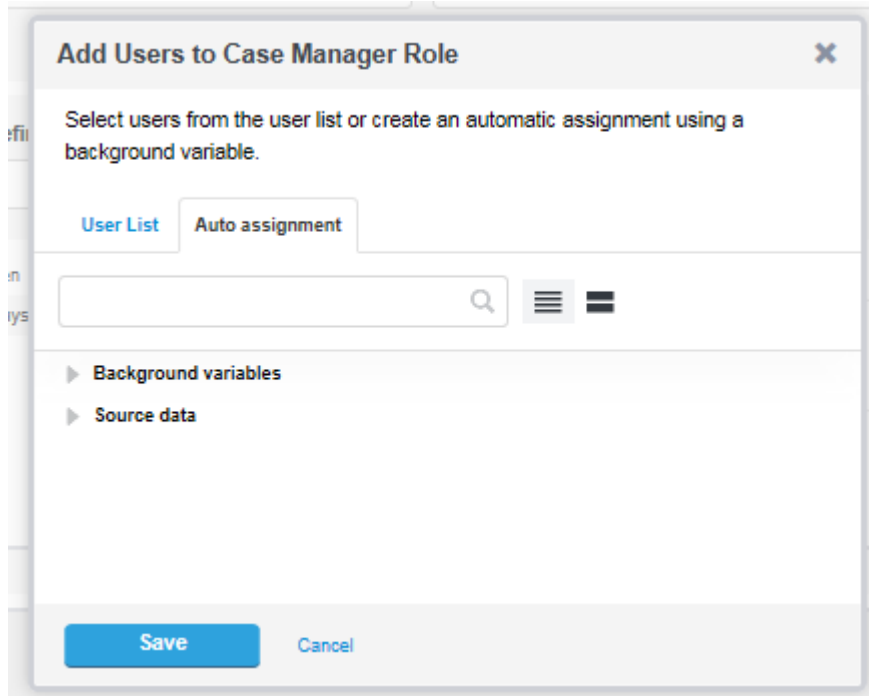 Add Users to Case Manager Role
Select users from the user list or create an automatic assignment using a
background variable.
User List
Auto assignment
Background variables
Source data
Save
Cancel